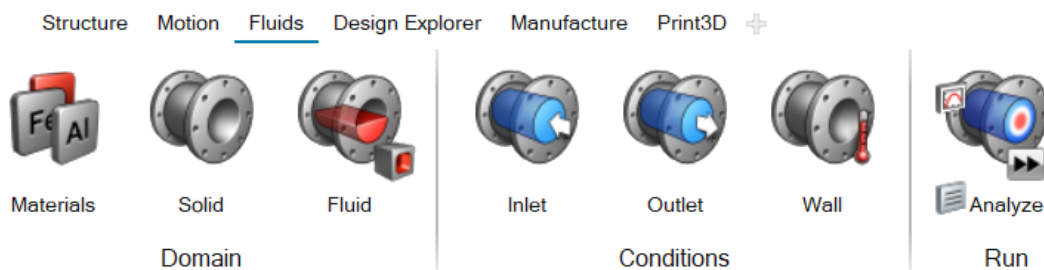 Structure Motion Fluids Design Explorer Manufacture Print3D
Fe Al
Materials Solid Fluid Inlet Outlet Wall Analyze
Domain Conditions Run